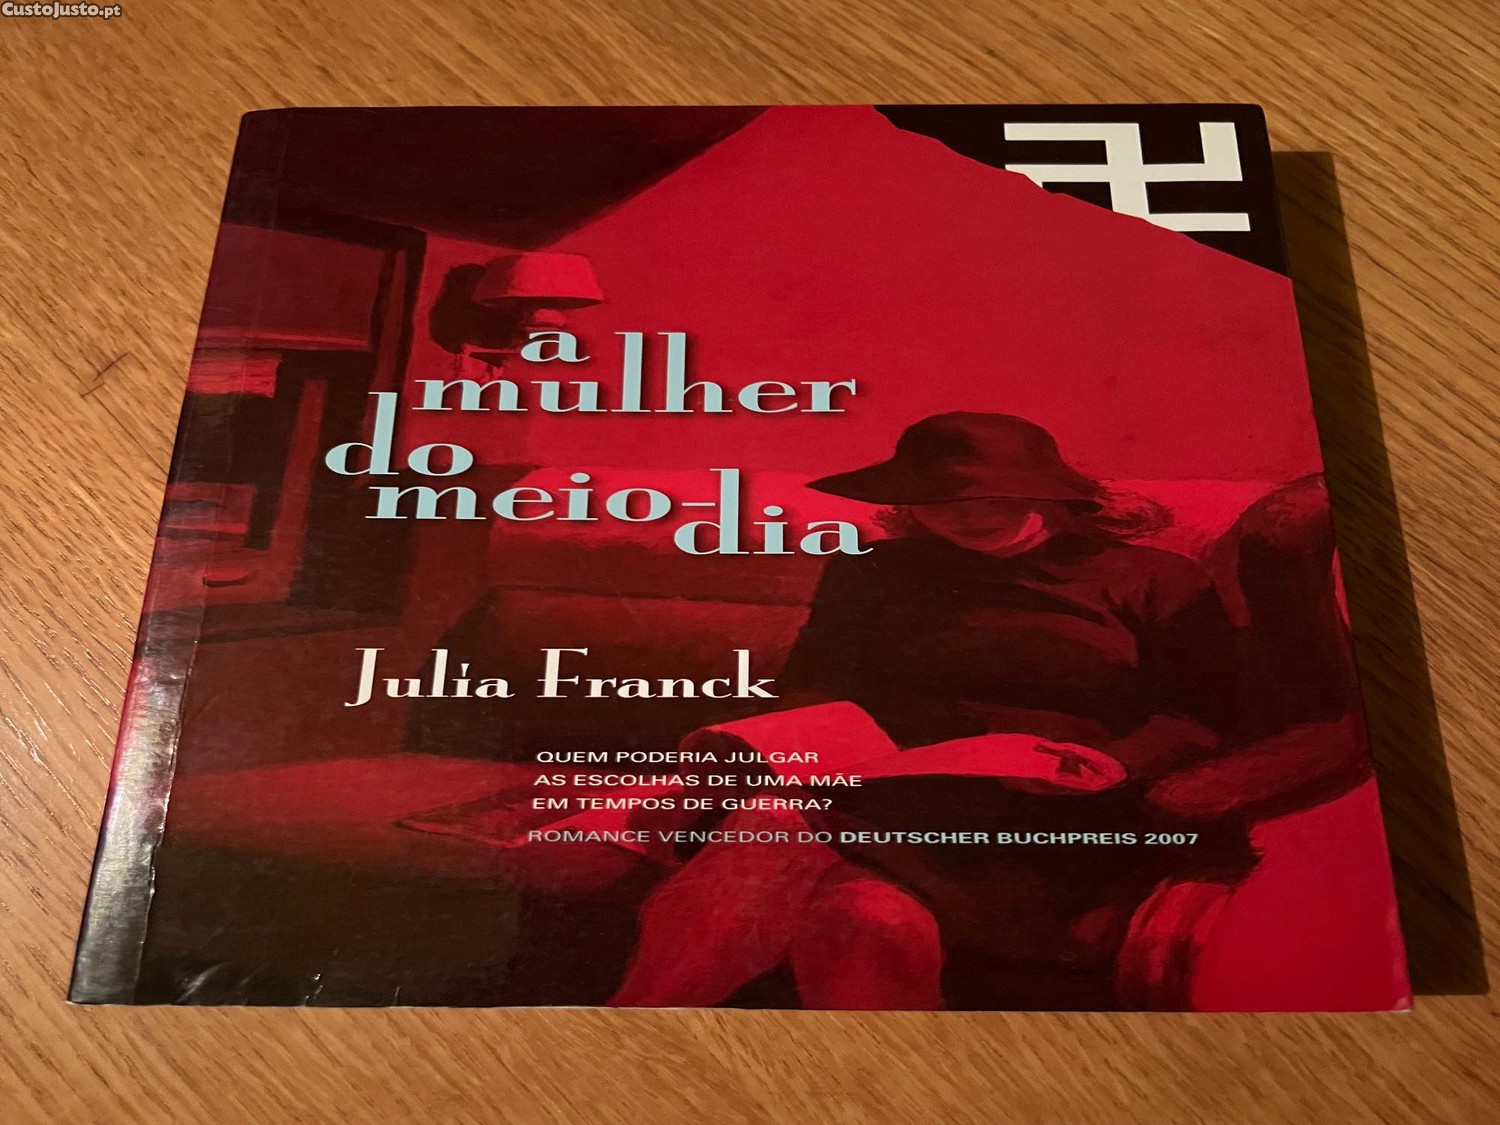 CustoJusto.pt
a
mulher
do
meio-
dia
Julia Franck
QUEM PODERIA JULGAR
AS ESCOLHAS DE UMA MÃE
EM TEMPOS DE GUERRA?
ROMANCE VENCEDOR DO DEUTSCHER BUCHPREIS 2007